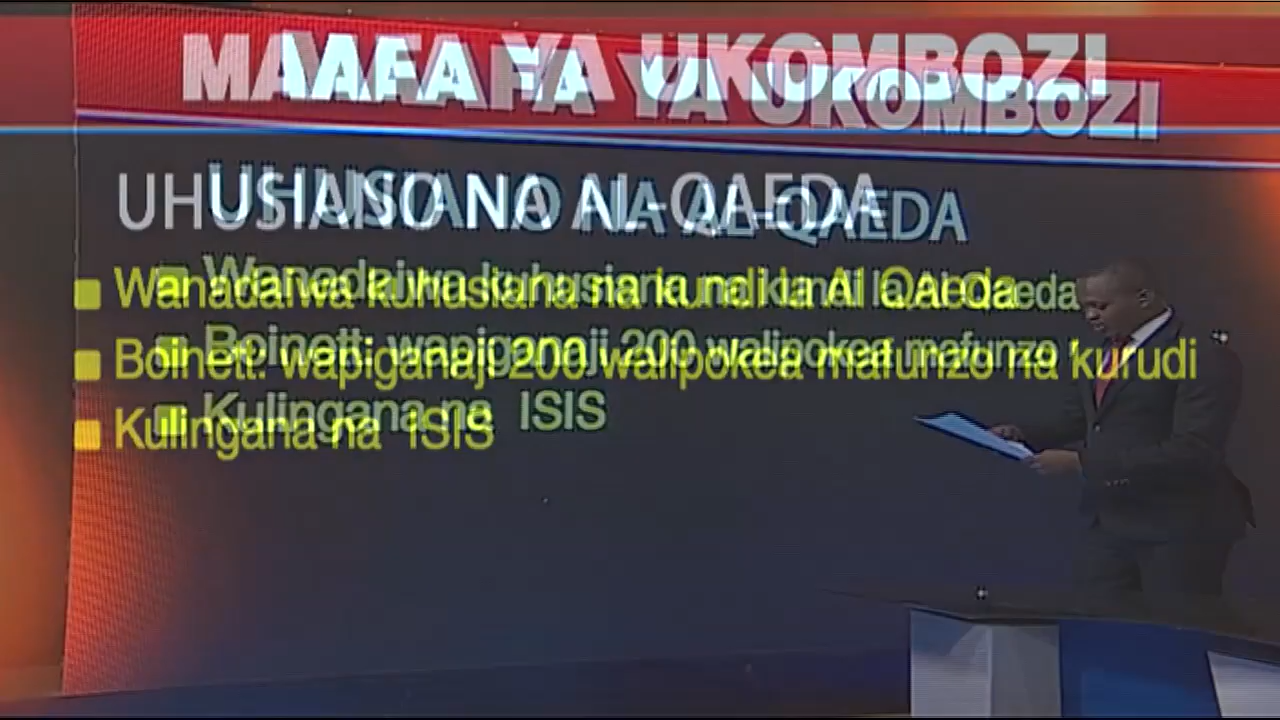 MAAFA YA UKOMBOZI
UHUSIANO NA AL-QAEDA
Wanadaiwa kuhusiana na kundi la Al Qaeda
Boinett: wapiganaji 200 walipokea mafunzo na kurudi
Kulingana na ISIS